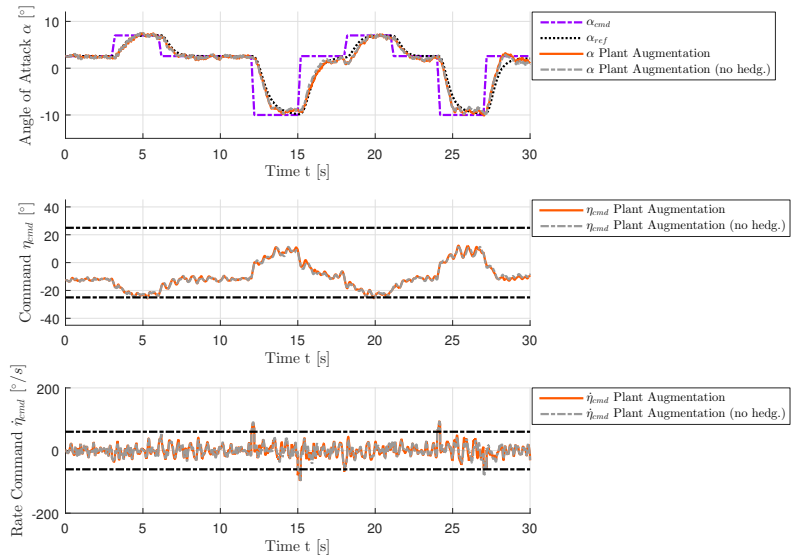 Angle of Attack α [°]
10
0
-10
0 5 10 15 20 25 30
Time t [s]
α_cmd
α_ref
α Plant Augmentation
α Plant Augmentation (no hedg.)
Command η_cmd [°]
40
20
0
-20
-40
0 5 10 15 20 25 30
Time t [s]
η_cmd Plant Augmentation
η_cmd Plant Augmentation (no hedg.)
Rate Command η̇_cmd [°/s]
200
0
-200
0 5 10 15 20 25 30
Time t [s]
η̇_cmd Plant Augmentation
η̇_cmd Plant Augmentation (no hedg.)